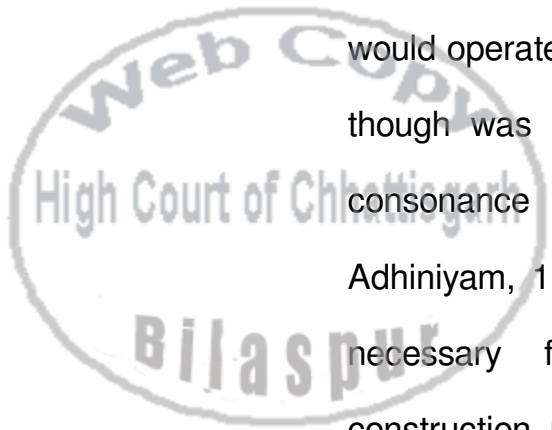 Web Copy
High Court of Chhattisgarh
Bilaspur
would operate
though was
consonance
Adhiniyam, 1
necessary f
construction